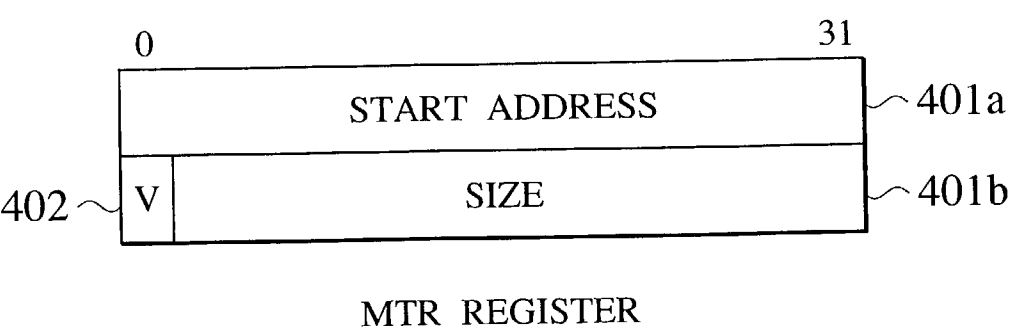 0 31
START ADDRESS 401a
402 V SIZE 401b
MTR REGISTER